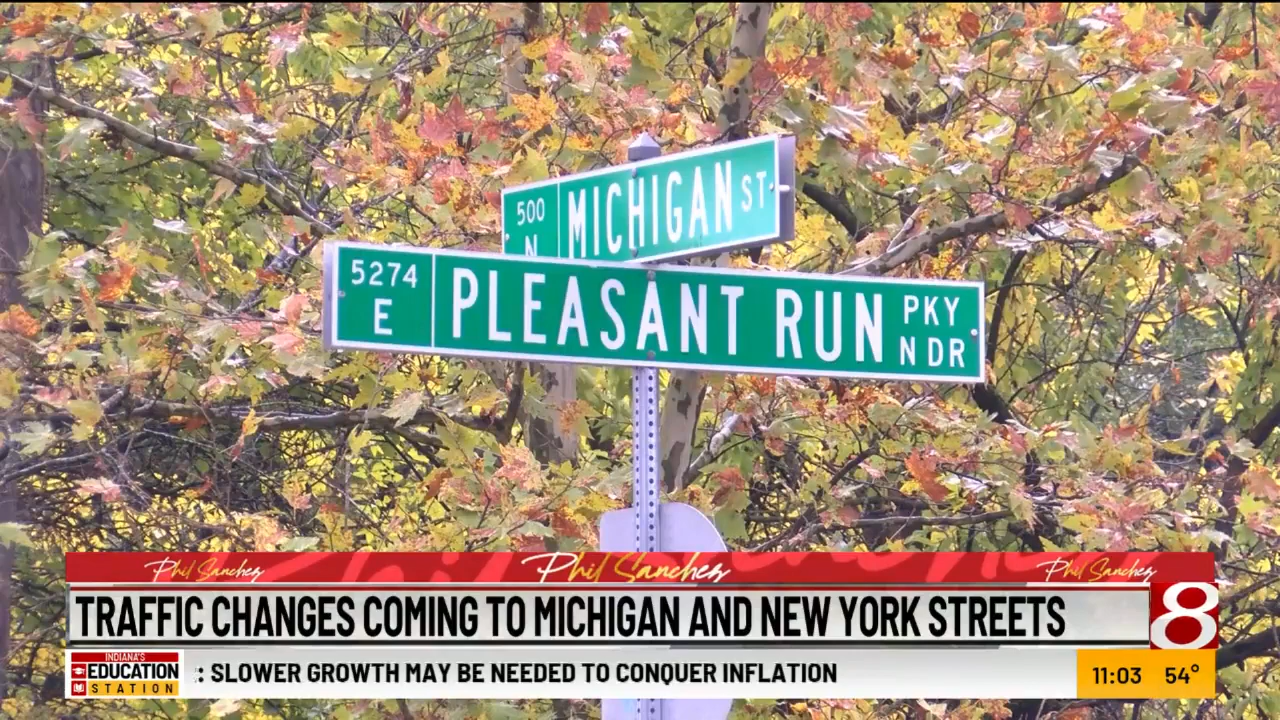 500 N MICHIGAN ST
5274 E PLEASANT RUN PKY N DR
Phil Sanchez Phil Sanchez Phil Sanchez
TRAFFIC CHANGES COMING TO MICHIGAN AND NEW YORK STREETS
8
INDIANA'S
EDUCATION
STATION
: SLOWER GROWTH MAY BE NEEDED TO CONQUER INFLATION
11:03 54°